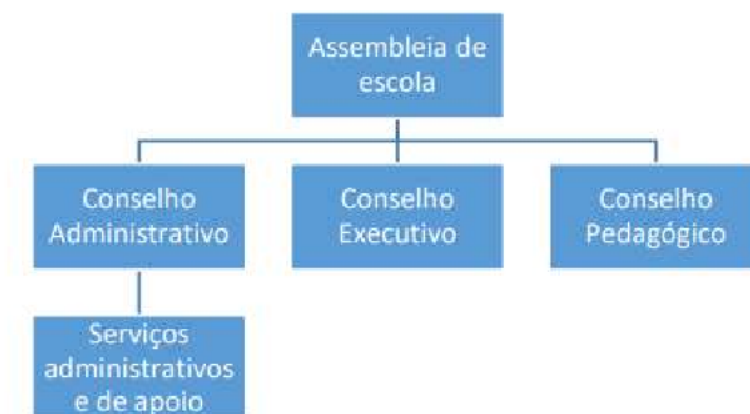 Assembleia de
escola
Conselho
Administrativo
Conselho
Executivo
Conselho
Pedagógico
Serviços
administrativos
e de apoio